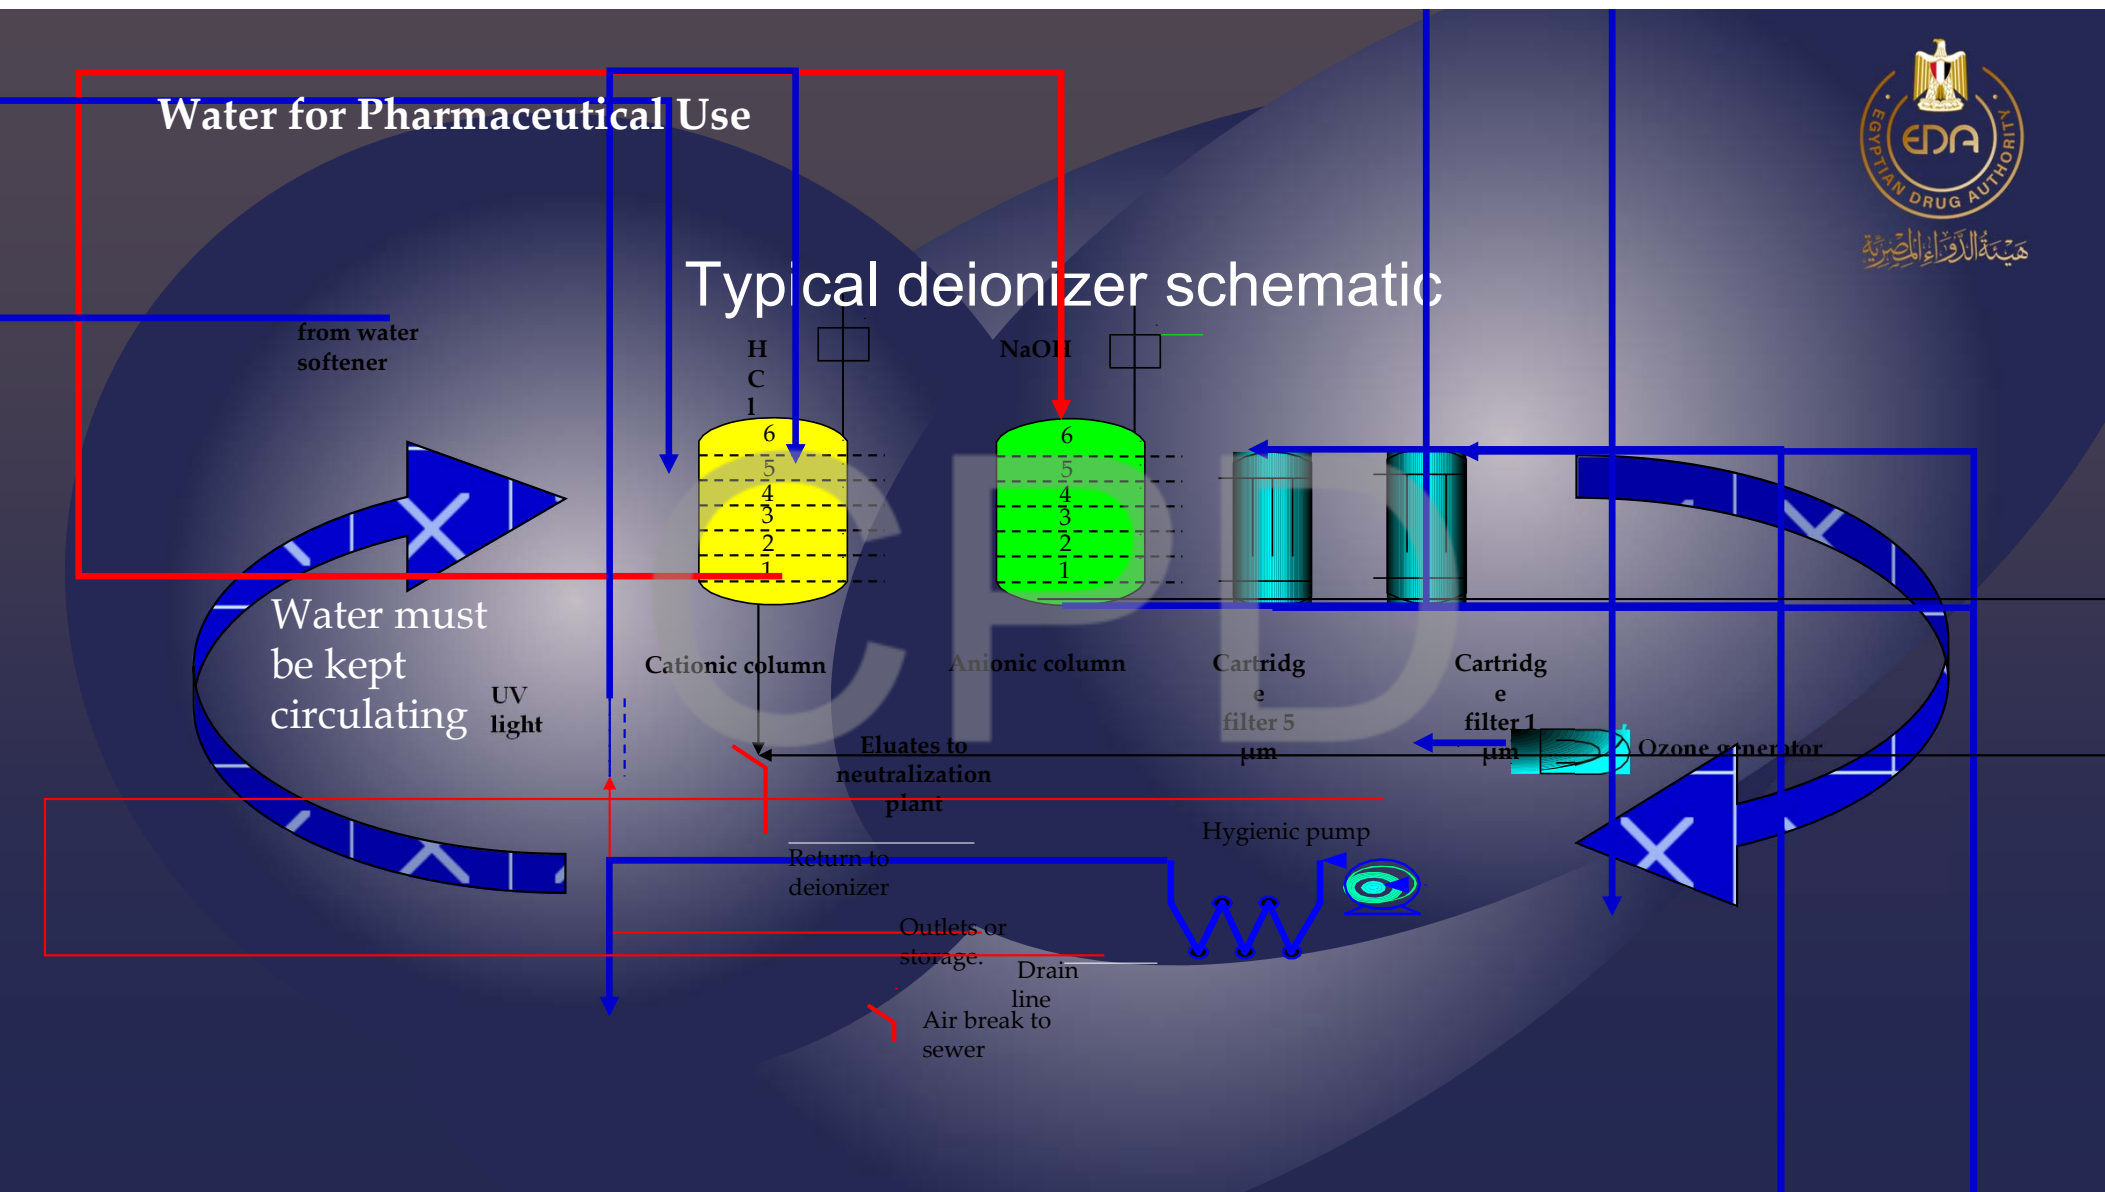 Water for Pharmaceutical Use
EGYPTIAN DRUG AUTHORITY
EDA
هيئة الدواء المصرية
Typical deionizer schematic
from water
softener
H
C
l
NaOH
6
5
4
3
2
1
6
5
4
3
2
1
Water must
be kept
circulating
UV
light
Cationic column
Anionic column
Cartridg
e
filter 5
µm
Cartridg
e
filter 1
µm
Eluates to
neutralization
plant
Ozone generator
Hygienic pump
Return to
deionizer
Outlets or
storage.
Drain
line
Air break to
sewer
CPD